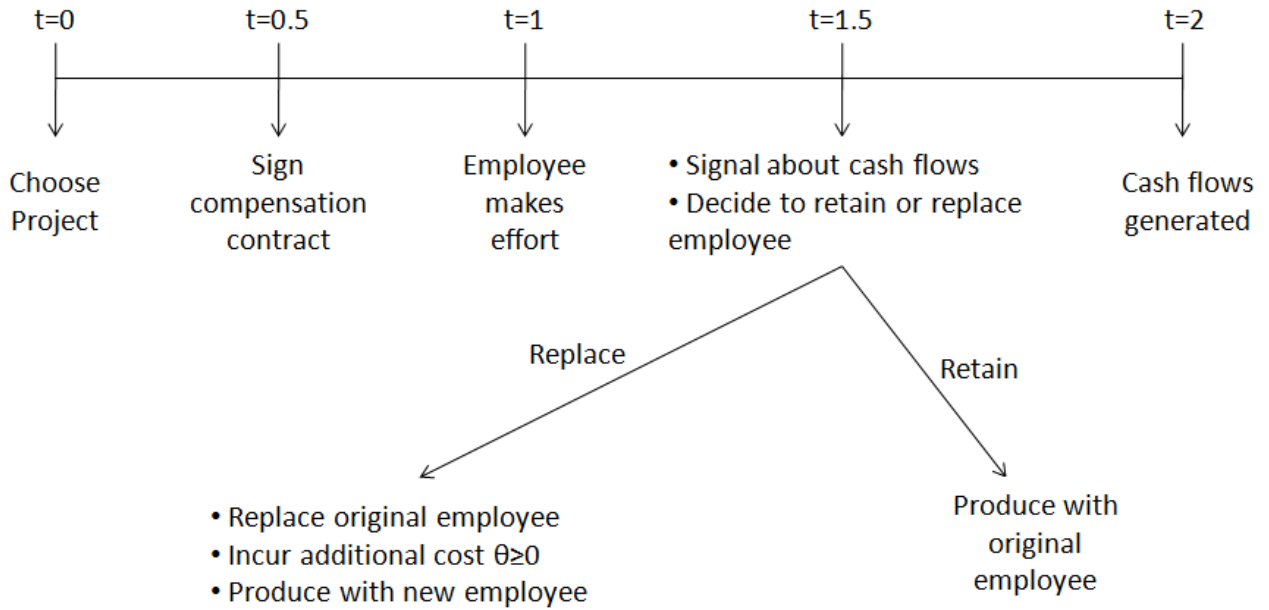 t=0 t=0.5 t=1 t=1.5 t=2
Choose
Project
Sign
compensation
contract
Employee
makes
effort
• Signal about cash flows
• Decide to retain or replace
employee
Cash flows
generated
Replace
Retain
• Replace original employee
• Incur additional cost θ≥0
• Produce with new employee
Produce with
original
employee